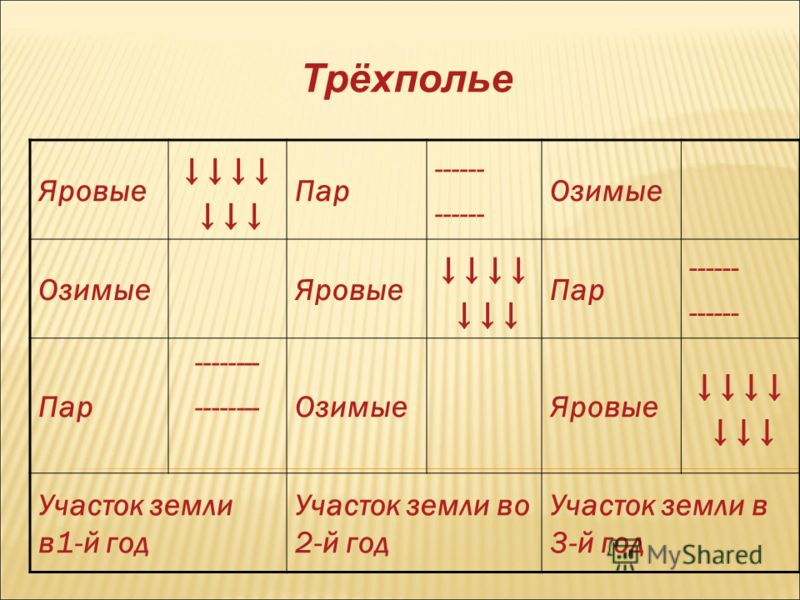 Трёхполье
Яровые ↓↓↓↓ Пар ------ Озимые
↓↓↓ ------
Озимые Яровые ↓↓↓↓ Пар ------
↓↓↓ ------
Пар -------- Озимые Яровые ↓↓↓↓
-------- ↓↓↓
Участок земли
в1-й год
Участок земли во
2-й год
Участок земли в
3-й год
MyShared